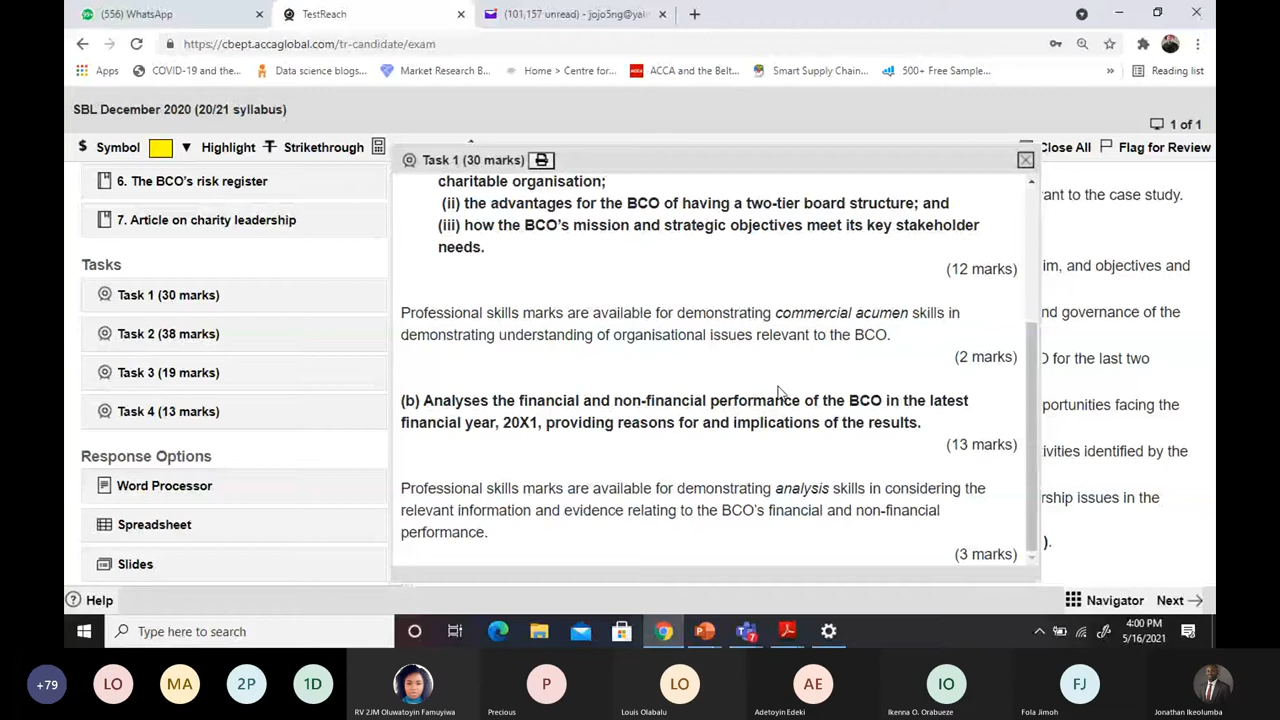 (556) WhatsApp
TestReach
(101,157 unread) - jojo5ng@yah
https://cbept.accaglobal.com/tr-candidate/exam
Apps
COVID-19 and the...
Data science blogs...
Market Research B...
Home > Centre for...
ACCA and the Belt...
Smart Supply Chain...
500+ Free Sample...
Reading list
SBL December 2020 (20/21 syllabus)
1 of 1
$ Symbol
Highlight
Strikethrough
Close All
Flag for Review
6. The BCO's risk register
7. Article on charity leadership
Tasks
Task 1 (30 marks)
Task 2 (38 marks)
Task 3 (19 marks)
Task 4 (13 marks)
Response Options
Word Processor
Spreadsheet
Slides
Task 1 (30 marks)
charitable organisation;
(ii) the advantages for the BCO of having a two-tier board structure; and
(iii) how the BCO's mission and strategic objectives meet its key stakeholder
needs.
(12 marks)
Professional skills marks are available for demonstrating commercial acumen skills in
demonstrating understanding of organisational issues relevant to the BCO.
(2 marks)
(b) Analyses the financial and non-financial performance of the BCO in the latest
financial year, 20X1, providing reasons for and implications of the results.
(13 marks)
Professional skills marks are available for demonstrating analysis skills in considering the
relevant information and evidence relating to the BCO's financial and non-financial
performance.
(3 marks)
ant to the case study.
im, and objectives and
nd governance of the
O for the last two
portunities facing the
ivities identified by the
rship issues in the
).
Help
Navigator
Next
Type here to search
4:00 PM
5/16/2021
+79
LO
MA
2P
1D
RV 2JM Oluwatoyin Famuyiwa
P
Precious
LO
Louis Olabalu
AE
Adetoyin Edeki
IO
Ikenna O. Orabueze
FJ
Fola Jimoh
Jonathan Ikeolumba